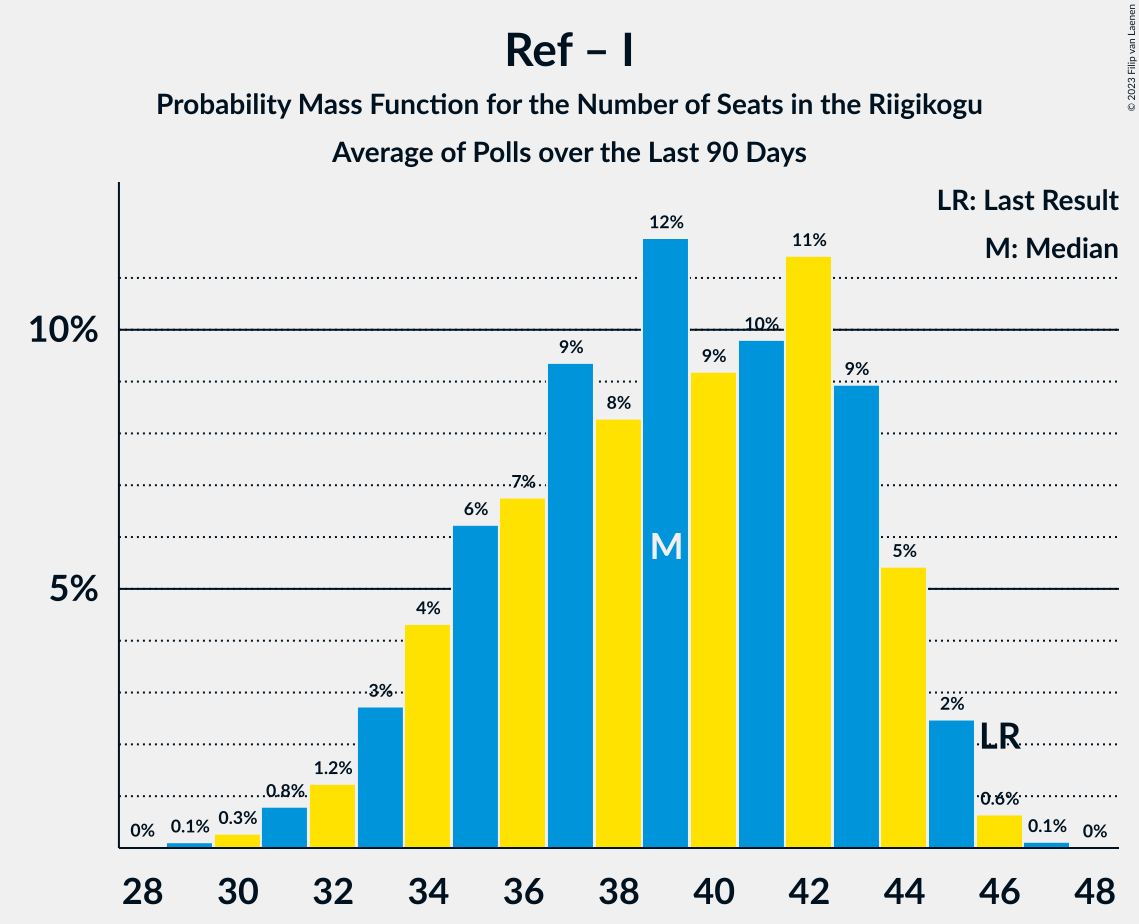 Ref – I
Probability Mass Function for the Number of Seats in the Riigikogu
Average of Polls over the Last 90 Days
© 2023 Filip van Laenen
LR: Last Result
M: Median
10%
5%
0%
0.1%
0.3%
0.8%
1.2%
3%
4%
6%
7%
9%
8%
12%
9%
10%
11%
9%
5%
2%
0.6%
0.1%
0%
M
LR
28 30 32 34 36 38 40 42 44 46 48